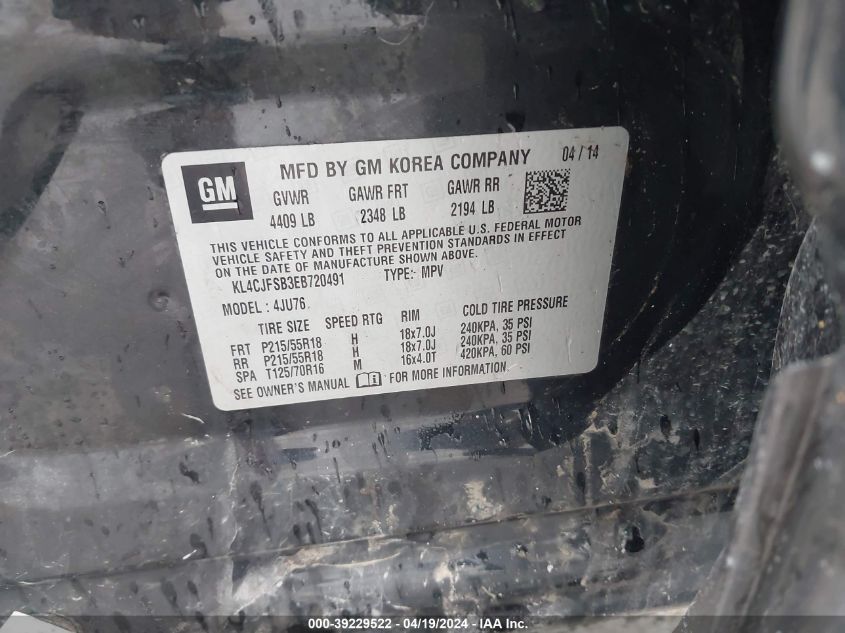 GM
MFD BY GM KOREA COMPANY 04 / 14
GVWR GAWR FRT GAWR RR
4409 LB 2348 LB 2194 LB
THIS VEHICLE CONFORMS TO ALL APPLICABLE U.S. FEDERAL MOTOR
VEHICLE SAFETY AND THEFT PREVENTION STANDARDS IN EFFECT
ON THE DATE OF MANUFACTURE SHOWN ABOVE.
KL4CJFSB3EB720491 TYPE: MPV
MODEL : 4JU76
TIRE SIZE SPEED RTG RIM COLD TIRE PRESSURE
FRT P215/55R18 H 18x7.0J 240KPA, 35 PSI
RR P215/55R18 H 18x7.0J 240KPA, 35 PSI
SPA T125/70R16 M 16x4.0T 420KPA, 60 PSI
SEE OWNER'S MANUAL FOR MORE INFORMATION.
000-39229522 - 04/19/2024 - IAA Inc.